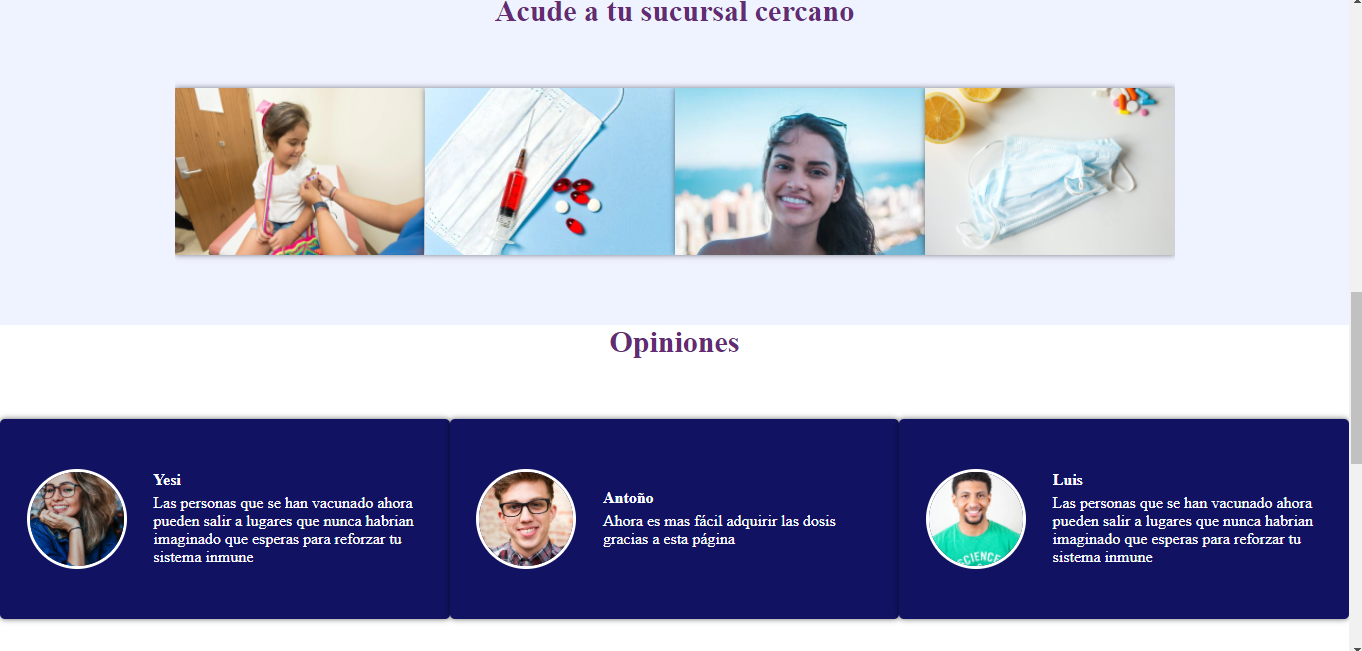 Acude a tu sucursal cercano
Opiniones
Yesi
Las personas que se han vacunado ahora
pueden salir a lugares que nunca habrian
imaginado que esperas para reforzar tu
sistema inmune
Antoño
Ahora es mas fácil adquirir las dosis
gracias a esta página
Luis
Las personas que se han vacunado ahora
pueden salir a lugares que nunca habrian
imaginado que esperas para reforzar tu
sistema inmune
SCIENCE